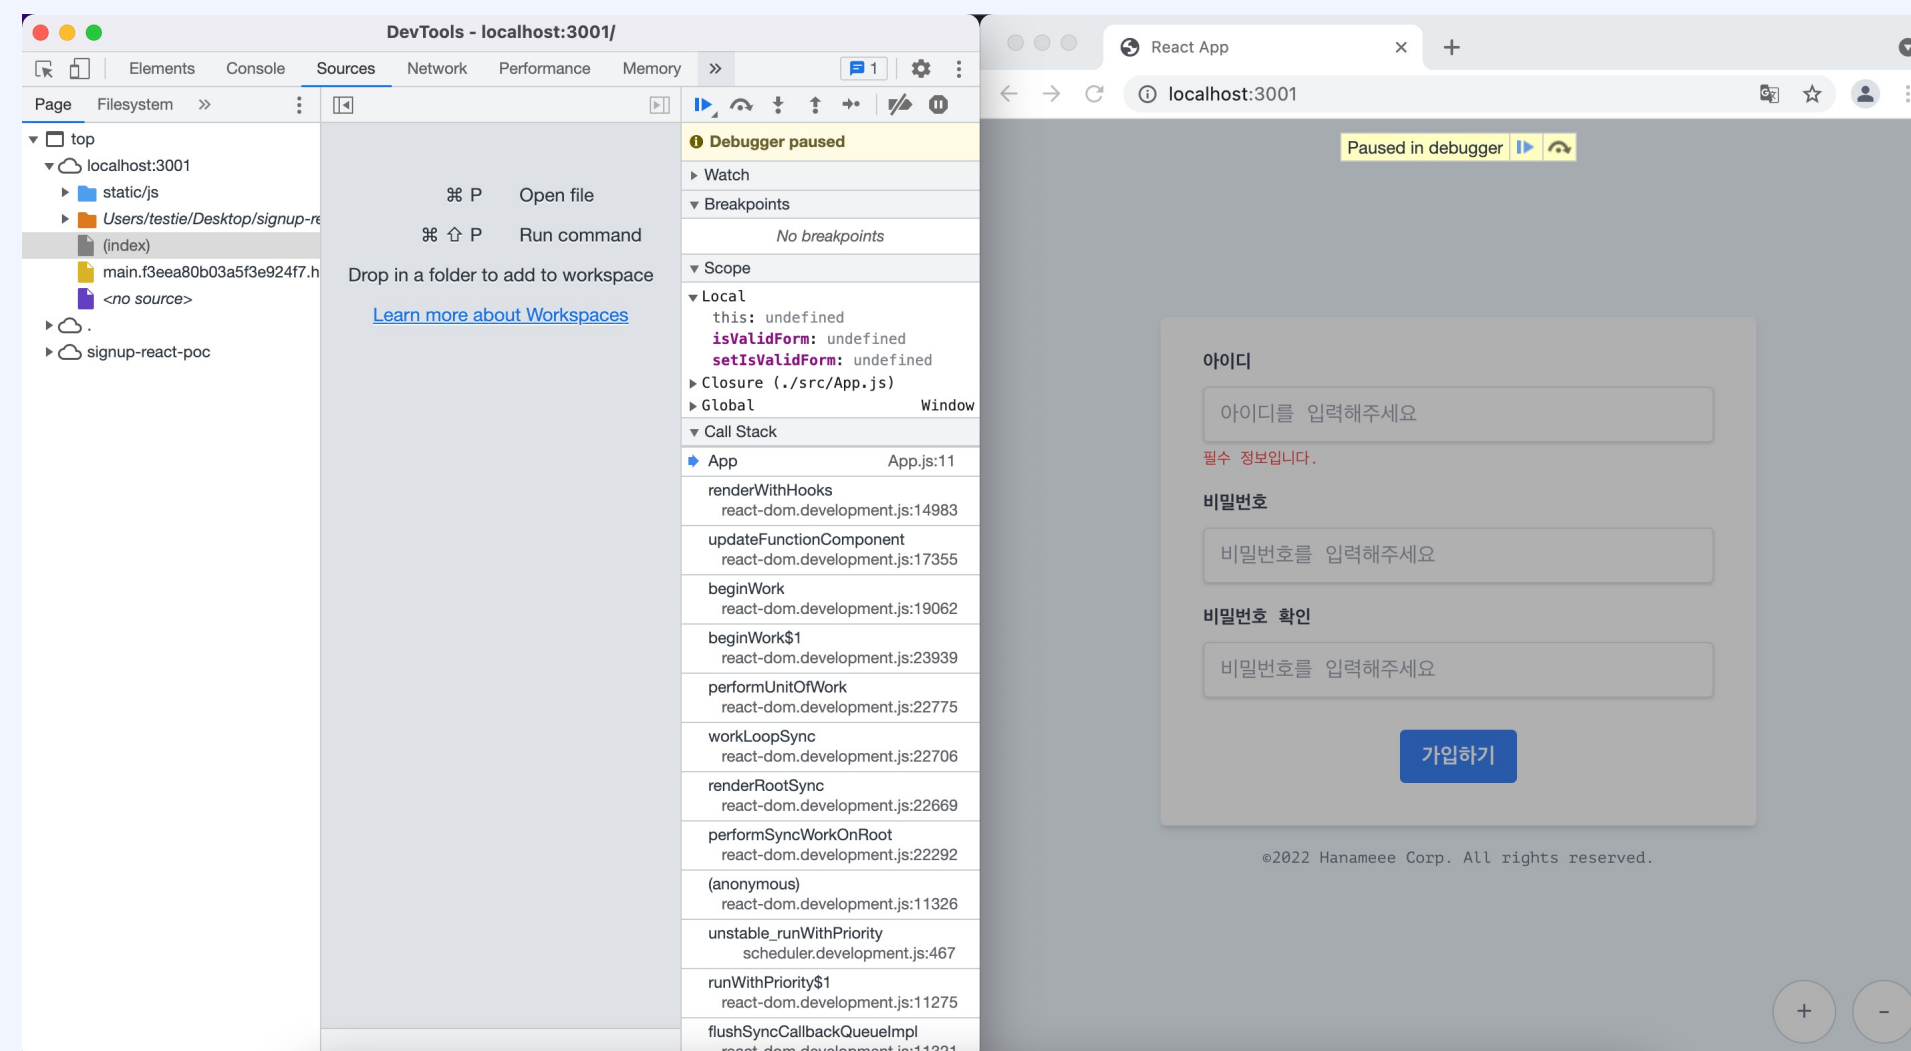 DevTools - localhost:3001/
Elements Console Sources Network Performance Memory » 1
Page Filesystem »
top
localhost:3001
static/js
Users/testie/Desktop/signup-re
(index)
main.f3eea80b03a5f3e924f7.h
<no source>
.
signup-react-poc
⌘ P Open file
⌘ ⇧ P Run command
Drop in a folder to add to workspace
Learn more about Workspaces
Debugger paused
Watch
Breakpoints
No breakpoints
Scope
Local
this: undefined
isValidForm: undefined
setIsValidForm: undefined
Closure (./src/App.js)
Global Window
Call Stack
App App.js:11
renderWithHooks
react-dom.development.js:14983
updateFunctionComponent
react-dom.development.js:17355
beginWork
react-dom.development.js:19062
beginWork$1
react-dom.development.js:23939
performUnitOfWork
react-dom.development.js:22775
workLoopSync
react-dom.development.js:22706
renderRootSync
react-dom.development.js:22669
performSyncWorkOnRoot
react-dom.development.js:22292
(anonymous)
react-dom.development.js:11326
unstable_runWithPriority
scheduler.development.js:467
runWithPriority$1
react-dom.development.js:11275
flushSyncCallbackQueueImpl
react-dom.development.js:11321
React App
localhost:3001
Paused in debugger
아이디
아이디를 입력해주세요
필수 정보입니다.
비밀번호
비밀번호를 입력해주세요
비밀번호 확인
비밀번호를 입력해주세요
가입하기
©2022 Hanameee Corp. All rights reserved.
+ -